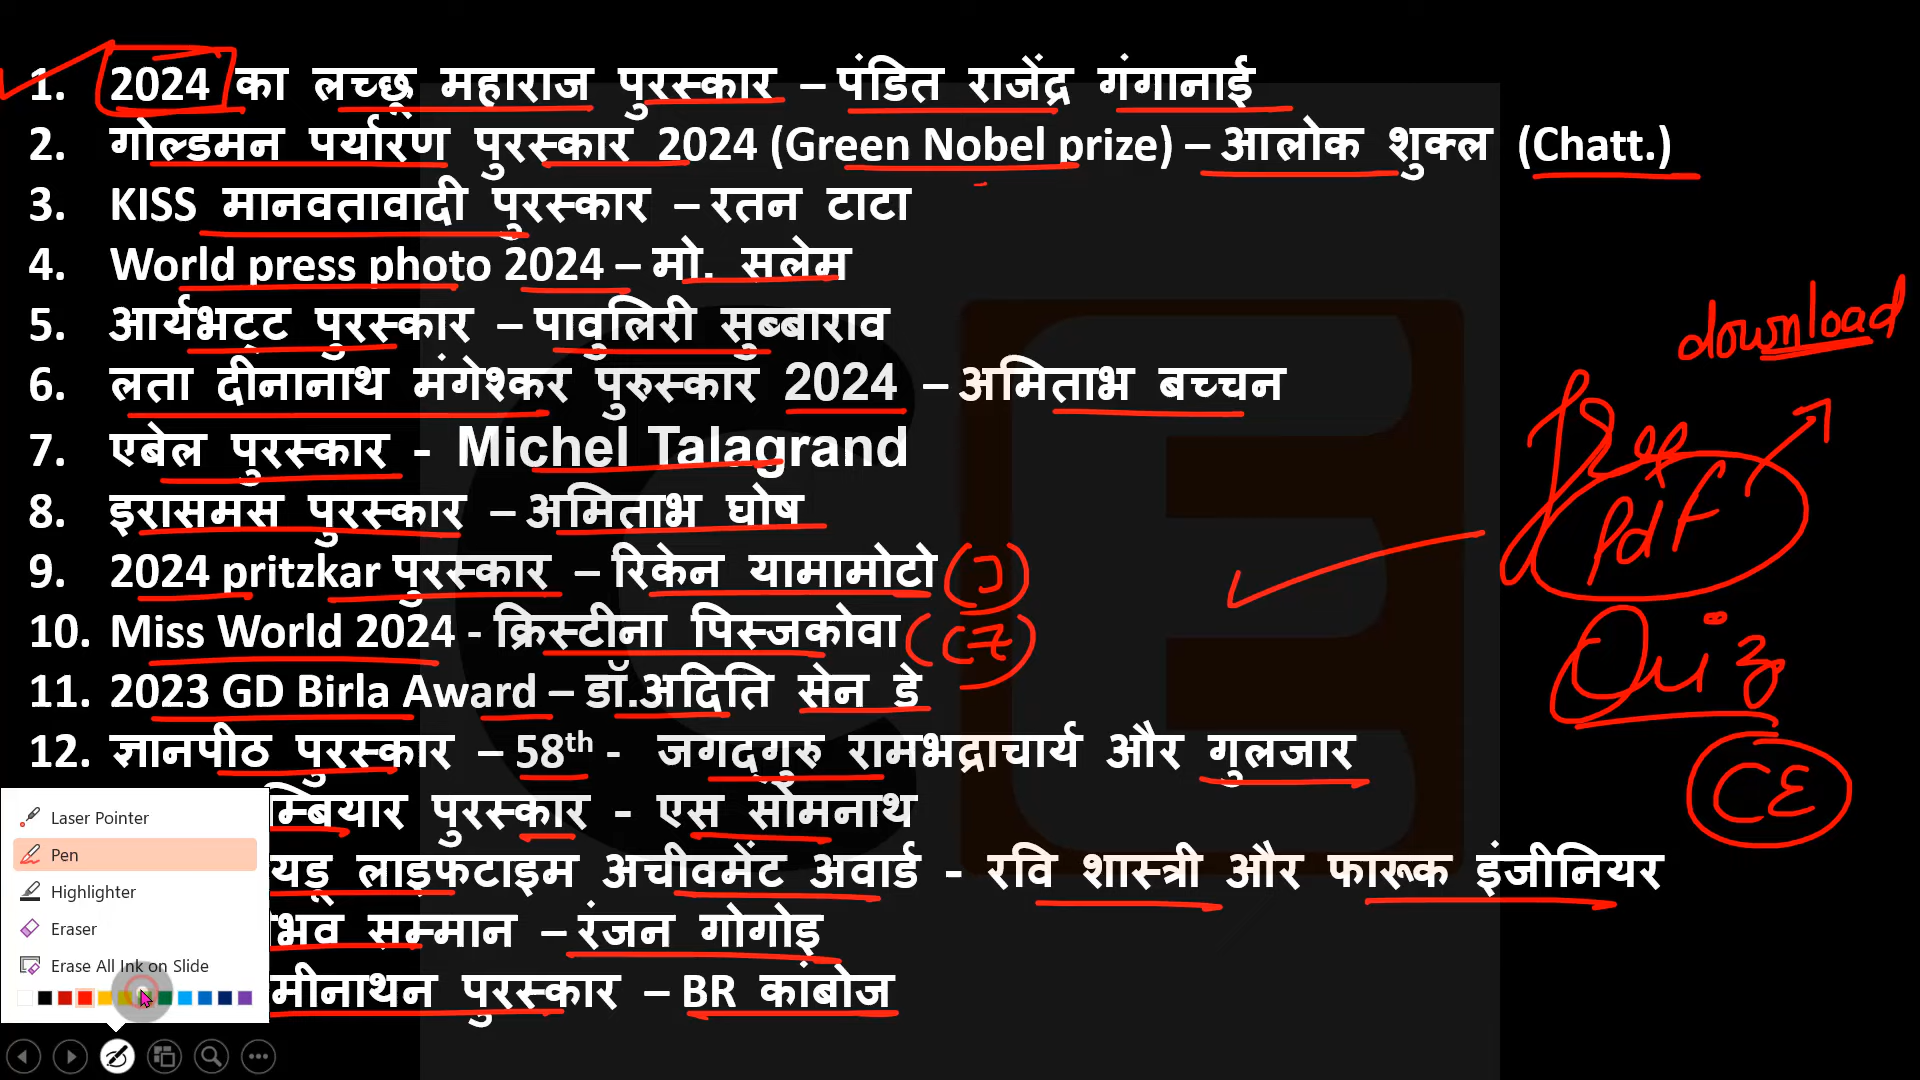 1. 2024 का लच्छू महाराज पुरस्कार – पंडित राजेंद्र गंगानाई
2. गोल्डमन पर्यारण पुरस्कार 2024 (Green Nobel prize) – आलोक शुक्ल (Chatt.)
3. KISS मानवतावादी पुरस्कार – रतन टाटा
4. World press photo 2024 – मो. सलेम
5. आर्यभट्ट पुरस्कार – पावुलिरी सुब्बाराव
6. लता दीनानाथ मंगेश्कर पुरुस्कार 2024 – अमिताभ बच्चन
7. एबेल पुरस्कार - Michel Talagrand
8. इरासमस पुरस्कार – अमिताभ घोष
9. 2024 pritzkar पुरस्कार – रिकेन यामामोटो (J)
10. Miss World 2024 - क्रिस्टीना पिस्जकोवा (CZ)
11. 2023 GD Birla Award – डॉ.अदिति सेन डे
12. ज्ञानपीठ पुरस्कार – 58th - जगद्गुरु रामभद्राचार्य और गुलजार
म्बियार पुरस्कार - एस सोमनाथ
यडू लाइफटाइम अचीवमेंट अवार्ड - रवि शास्त्री और फारूक इंजीनियर
भव सम्मान – रंजन गोगोइ
मीनाथन पुरस्कार – BR कांबोज
download
free
pdf
Quiz
CE
Laser Pointer
Pen
Highlighter
Eraser
Erase All Ink on Slide